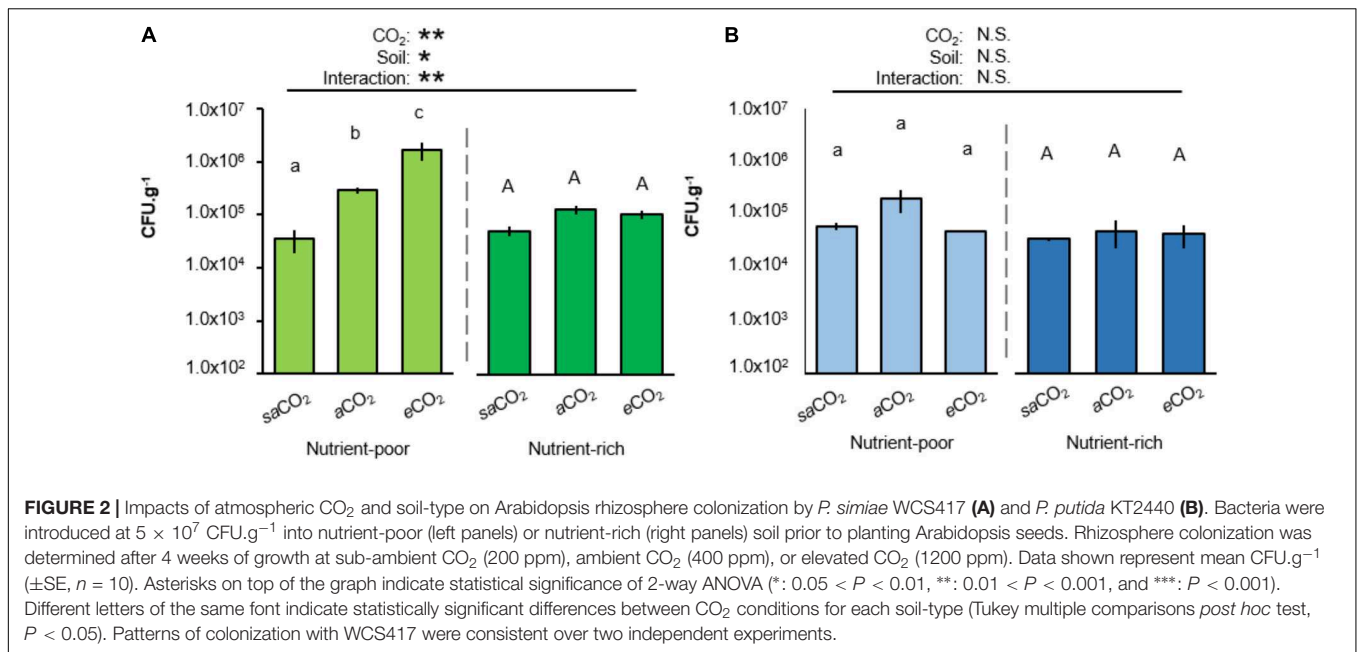 A
CO₂: **
Soil: *
Interaction: **
1.0x10⁷
1.0x10⁶
1.0x10⁵
1.0x10⁴
1.0x10³
1.0x10²
CFU.g⁻¹
a
b
c
A
A
A
saCO₂
aCO₂
eCO₂
saCO₂
aCO₂
eCO₂
Nutrient-poor
Nutrient-rich
B
CO₂: N.S.
Soil: N.S.
Interaction: N.S.
1.0x10⁷
1.0x10⁶
1.0x10⁵
1.0x10⁴
1.0x10³
1.0x10²
CFU.g⁻¹
a
a
a
A
A
A
saCO₂
aCO₂
eCO₂
saCO₂
aCO₂
eCO₂
Nutrient-poor
Nutrient-rich
FIGURE 2 | Impacts of atmospheric CO₂ and soil-type on Arabidopsis rhizosphere colonization by P. simiae WCS417 (A) and P. putida KT2440 (B). Bacteria were
introduced at 5 × 10⁷ CFU.g⁻¹ into nutrient-poor (left panels) or nutrient-rich (right panels) soil prior to planting Arabidopsis seeds. Rhizosphere colonization was
determined after 4 weeks of growth at sub-ambient CO₂ (200 ppm), ambient CO₂ (400 ppm), or elevated CO₂ (1200 ppm). Data shown represent mean CFU.g⁻¹
(±SE, n = 10). Asterisks on top of the graph indicate statistical significance of 2-way ANOVA (*: 0.05 < P < 0.01, **: 0.01 < P < 0.001, and ***: P < 0.001).
Different letters of the same font indicate statistically significant differences between CO₂ conditions for each soil-type (Tukey multiple comparisons post hoc test,
P < 0.05). Patterns of colonization with WCS417 were consistent over two independent experiments.